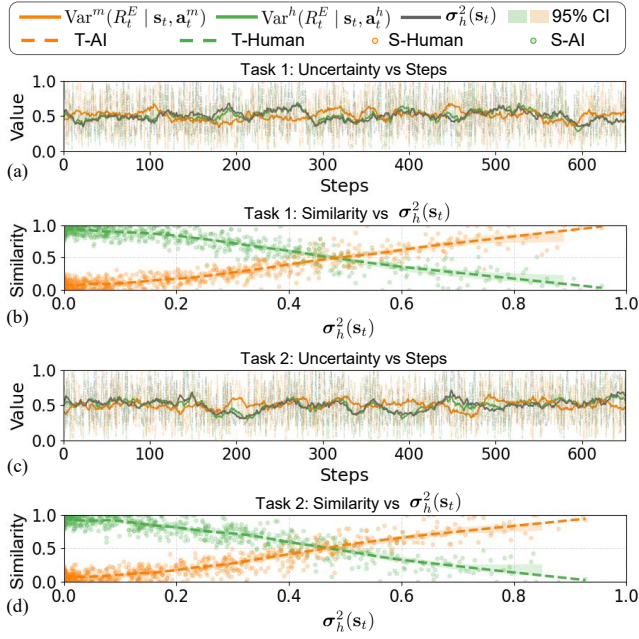 Var^m(R_t^E | s_t, a_t^m) Var^h(R_t^E | s_t, a_t^h) σ_h^2(s_t) 95% CI
T-AI T-Human S-Human S-AI
Task 1: Uncertainty vs Steps
1.0
0.5
0.0
Value
0 100 200 300 400 500 600
(a)
Steps
Task 1: Similarity vs σ_h^2(s_t)
1.0
0.5
0.0
Similarity
0.0 0.2 0.4 0.6 0.8 1.0
(b)
σ_h^2(s_t)
Task 2: Uncertainty vs Steps
1.0
0.5
0.0
Value
0 100 200 300 400 500 600
(c)
Steps
Task 2: Similarity vs σ_h^2(s_t)
1.0
0.5
0.0
Similarity
0.0 0.2 0.4 0.6 0.8 1.0
(d)
σ_h^2(s_t)